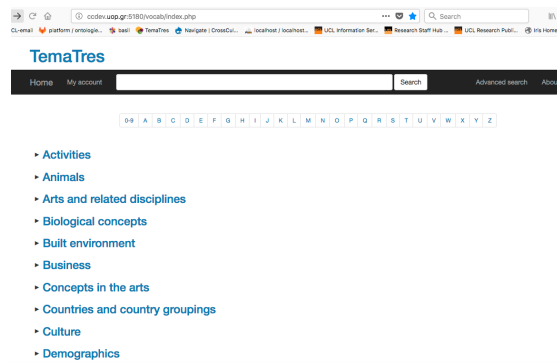 ccdev.uop.gr:5180/vocab/index.php
Search
CL-email platform / ontologie... basil TemaTres Navigate | CrossCul... localhost / localhost... UCL Information Ser... Research Staff Hub ... UCL Research Publi... Iris Home
TemaTres
Home My account Search Advanced search Abou
0-9 A B C D E F G H I J K L M N O P Q R S T U V W X Y Z
Activities
Animals
Arts and related disciplines
Biological concepts
Built environment
Business
Concepts in the arts
Countries and country groupings
Culture
Demographics